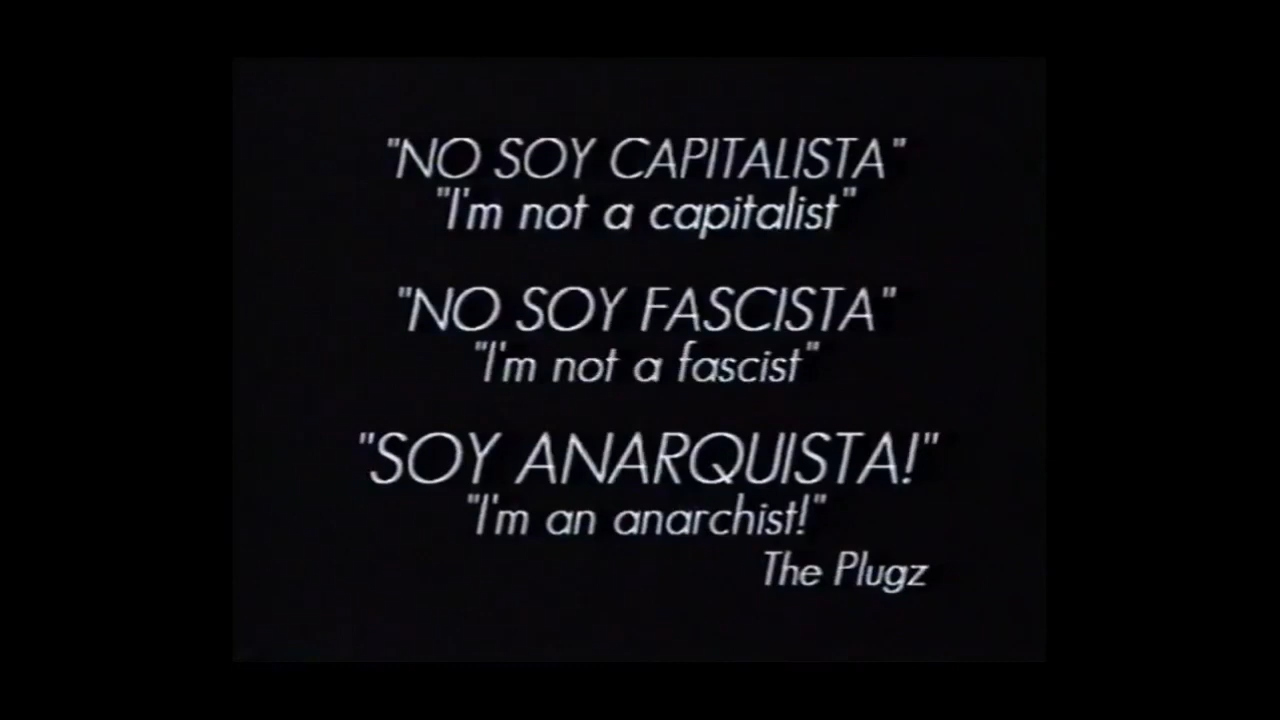 "NO SOY CAPITALISTA"
"I'm not a capitalist"
"NO SOY FASCISTA"
"I'm not a fascist"
"SOY ANARQUISTA!"
"I'm an anarchist!"
The Plugz